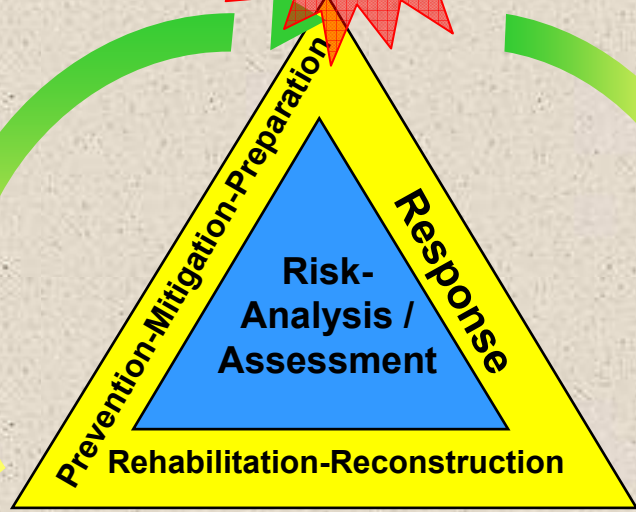 Prevention-Mitigation-Preparation
Response
Risk-
Analysis /
Assessment
Rehabilitation-Reconstruction